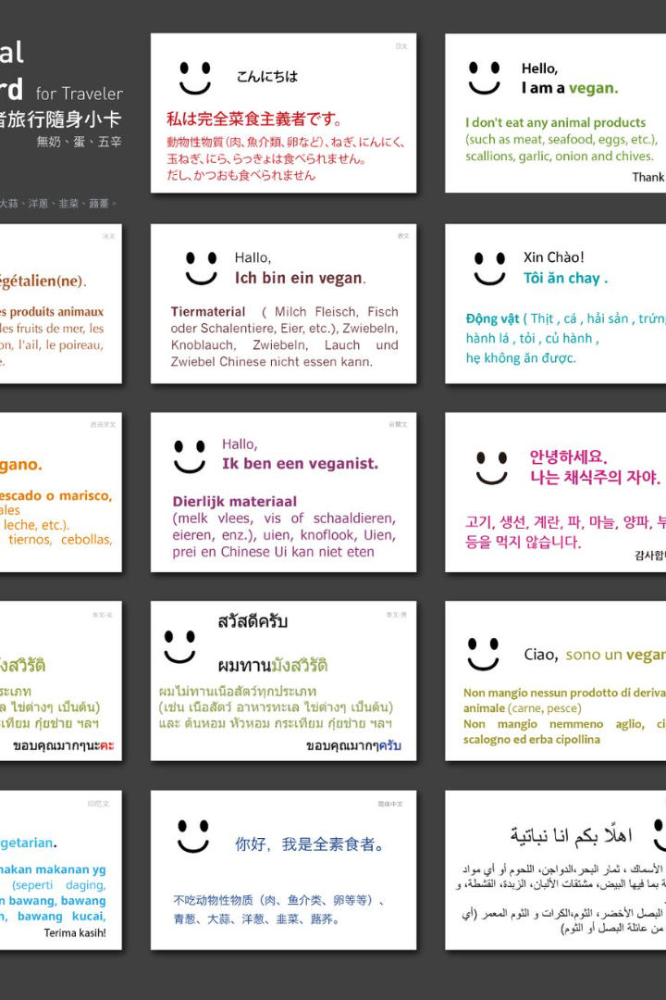 al
rd for Traveler
者旅行隨身小卡
無奶、蛋、五辛
大蒜、洋蔥、韭菜、蕗蕎。
日文
こんにちは
私は完全菜食主義者です。
動物性物質（肉、魚介類、卵など）、ねぎ、にんにく、
玉ねぎ、にら、らっきょは食べられません。
だし、かつおも食べられません
Hello,
I am a vegan.
I don't eat any animal products
(such as meat, seafood, eggs, etc.),
scallions, garlic, onion and chives.
Thank
法文
égétalien(ne).
es produits animaux
les fruits de mer, les
on, l'ail, le poireau,
e.
德文
Hallo,
Ich bin ein vegan.
Tiermaterial ( Milch Fleisch, Fisch
oder Schalentiere, Eier, etc.), Zwiebeln,
Knoblauch, Zwiebeln, Lauch und
Zwiebel Chinese nicht essen kann.
Xin Chào!
Tôi ăn chay .
Động vật ( Thịt , cá , hải sản , trứng
hành lá , tỏi , củ hành ,
hẹ không ăn được.
西班牙文
gano.
escado o marisco,
ales
leche, etc.).
tiernos, cebollas,
荷蘭文
Hallo,
Ik ben een veganist.
Dierlijk materiaal
(melk vlees, vis of schaaldieren,
eieren, enz.), uien, knoflook, Uien,
prei en Chinese Ui kan niet eten
안녕하세요.
나는 채식주의 자야.
고기, 생선, 계란, 파, 마늘, 양파, 부
등을 먹지 않습니다.
감사합
泰文-女
งสวิรัติ
ระเภท
ล ไข่ต่างๆ เป็นต้น)
ะเทียม กุ๋ยช่าย ฯลฯ
ขอบคุณมากๆนะคะ
泰文-男
สวัสดีครับ
ผมทานมังสวิรัติ
ผมไม่ทานเนื้อสัตว์ทุกประเภท
(เช่น เนื้อสัตว์ อาหารทะเล ไข่ต่างๆ เป็นต้น)
และ ต้นหอม หัวหอม กระเทียม กุ๋ยช่าย ฯลฯ
ขอบคุณมากๆครับ
Ciao, sono un vegan
Non mangio nessun prodotto di deriva
animale (carne, pesce)
Non mangio nemmeno aglio, ci
scalogno ed erba cipollina
印尼文
getarian.
nakan makanan yg
(seperti daging,
n bawang, bawang
h, bawang kucai,
Terima kasih!
簡体中文
你好，我是全素食者。
不吃动物性物质（肉、鱼介类、卵等等）、
青葱、大蒜、洋葱、韭菜、蕗荞。
اهلًا بكم انا نباتية
الأسماك ، ثمار البحر،الدواجن، اللحوم أو أي مواد
ة بما فيها البيض، مشتقات الألبان، الزبدة، القشطة، و
البصل الأخضر، الثوم،الكرات و الثوم المعمر (أي
من عائلة البصل أو الثوم)